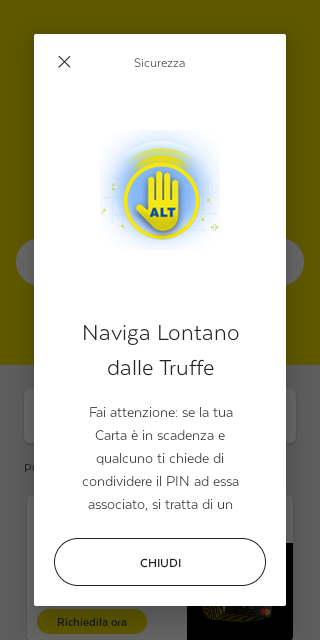 Sicurezza
ALT
Naviga Lontano
dalle Truffe
Fai attenzione: se la tua
Carta è in scadenza e
qualcuno ti chiede di
condividere il PIN ad essa
associato, si tratta di un
CHIUDI
Richiedila ora